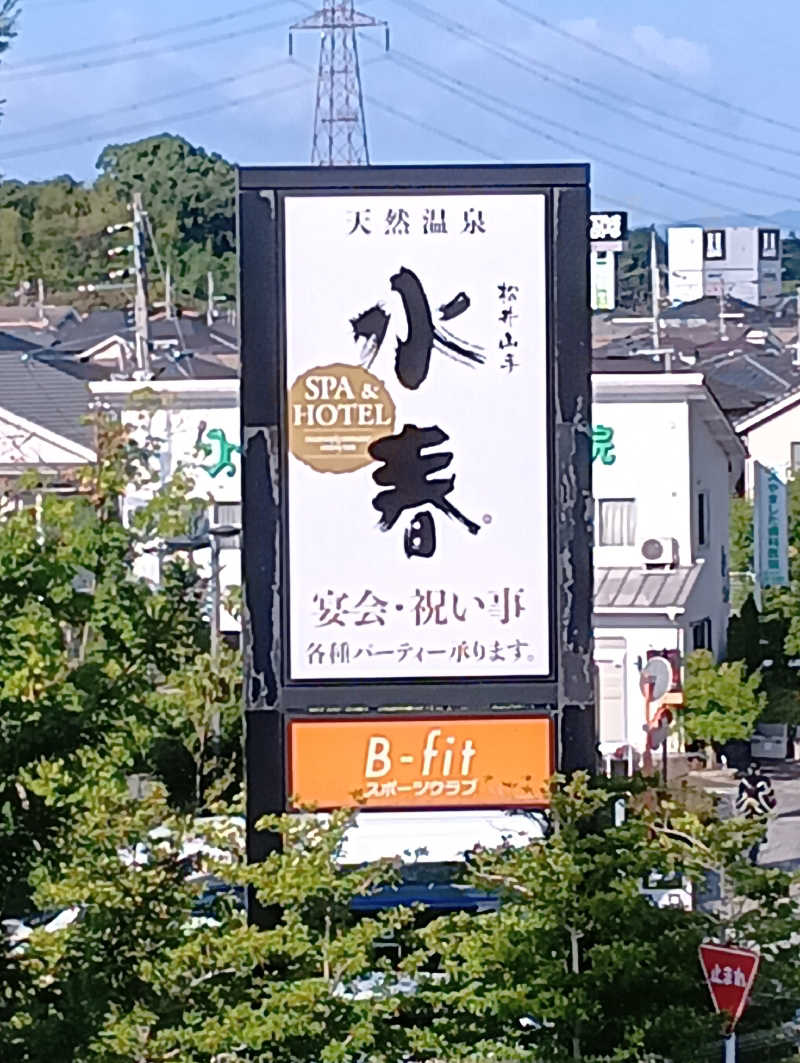 天然温泉
松井山手
水春
SPA &
HOTEL
宴会・祝い事
各種パーティー承ります。
B-fit
スポーツクラブ
院
止まれ